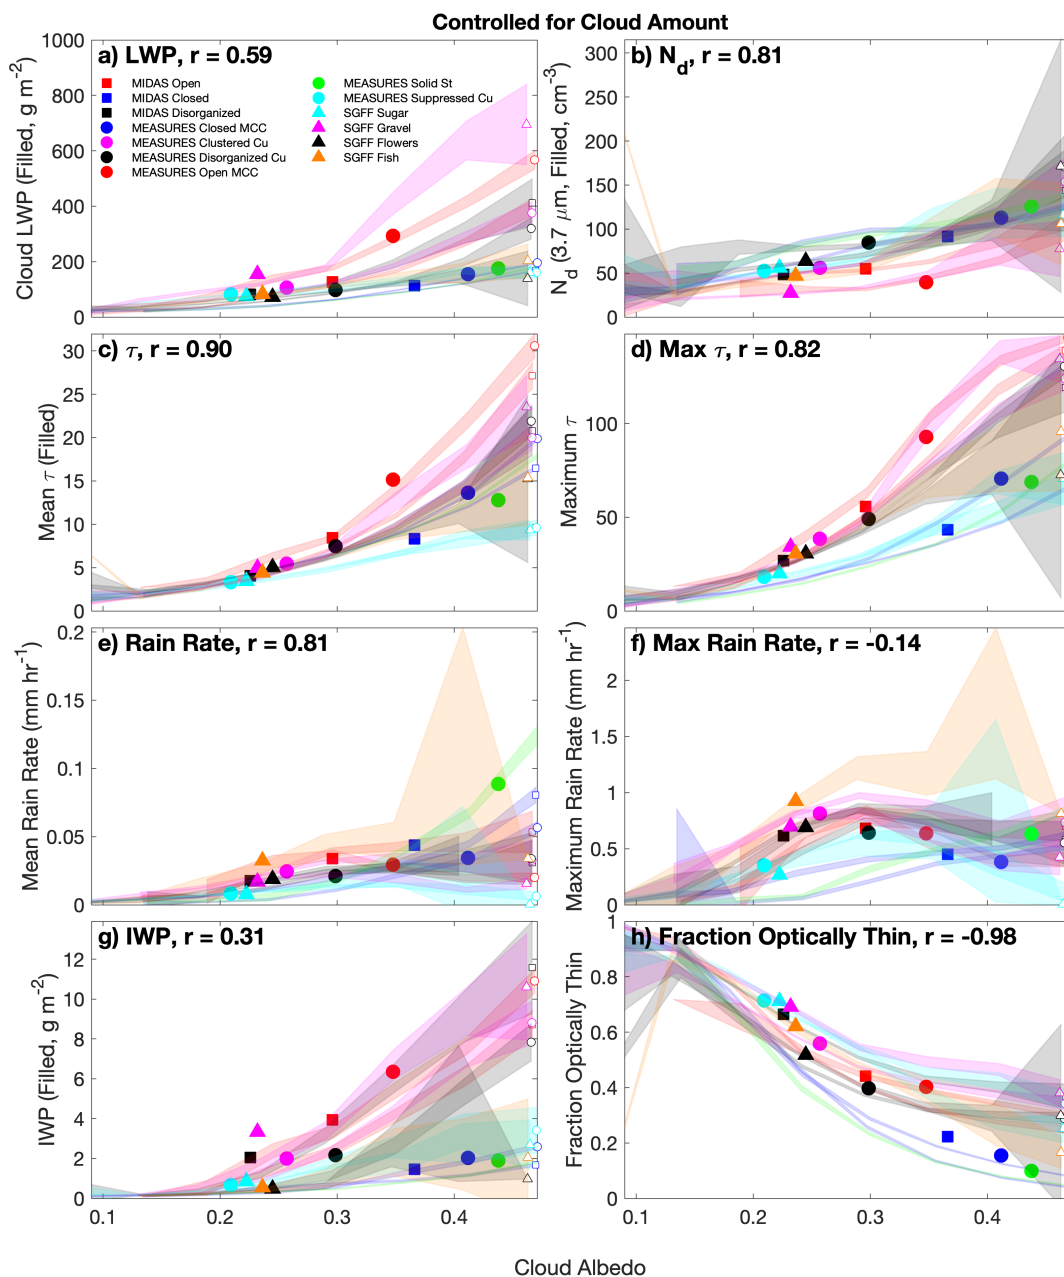 Controlled for Cloud Amount
a) LWP, r = 0.59
1000
800
600
400
200
0
Cloud LWP (Filled, g m-2)
MIDAS Open
MIDAS Closed
MIDAS Disorganized
MEASURES Closed MCC
MEASURES Clustered Cu
MEASURES Disorganized Cu
MEASURES Open MCC
MEASURES Solid St
MEASURES Suppressed Cu
SGFF Sugar
SGFF Gravel
SGFF Flowers
SGFF Fish
b) Nd, r = 0.81
300
250
200
150
100
50
0
Nd (3.7 μm, Filled, cm-3)
c) τ, r = 0.90
30
25
20
15
10
5
0
Mean τ (Filled)
d) Max τ, r = 0.82
100
50
0
Maximum τ
e) Rain Rate, r = 0.81
0.2
0.15
0.1
0.05
0
Mean Rain Rate (mm hr-1)
f) Max Rain Rate, r = -0.14
2
1.5
1
0.5
0
Maximum Rain Rate (mm hr-1)
g) IWP, r = 0.31
12
10
8
6
4
2
0
IWP (Filled, g m-2)
0.1 0.2 0.3 0.4
h) Fraction Optically Thin, r = -0.98
1
0.8
0.6
0.4
0.2
0
Fraction Optically Thin
0.1 0.2 0.3 0.4
Cloud Albedo